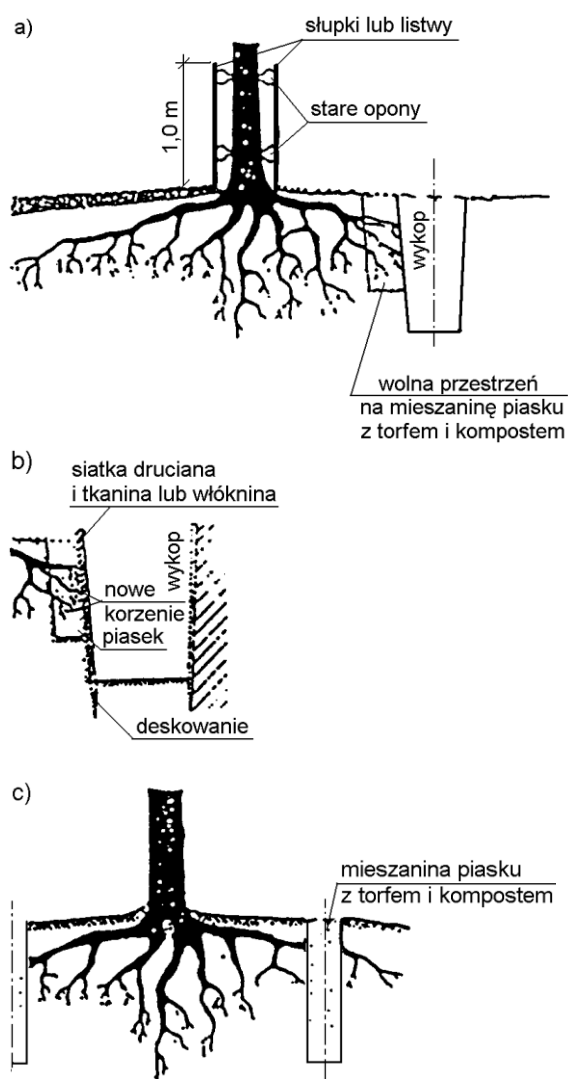 a)
słupki lub listwy
stare opony
1,0 m
wykop
wolna przestrzeń
na mieszaninę piasku
z torfem i kompostem
b)
siatka druciana
i tkanina lub włóknina
wykop
nowe
korzenie
piasek
deskowanie
c)
mieszanina piasku
z torfem i kompostem